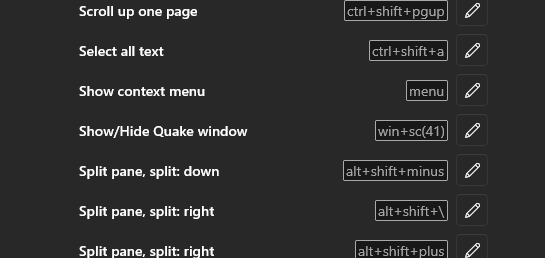 Scroll up one page ctrl+shift+pgup
Select all text ctrl+shift+a
Show context menu menu
Show/Hide Quake window win+sc(41)
Split pane, split: down alt+shift+minus
Split pane, split: right alt+shift+\
Split pane, split: right alt+shift+plus